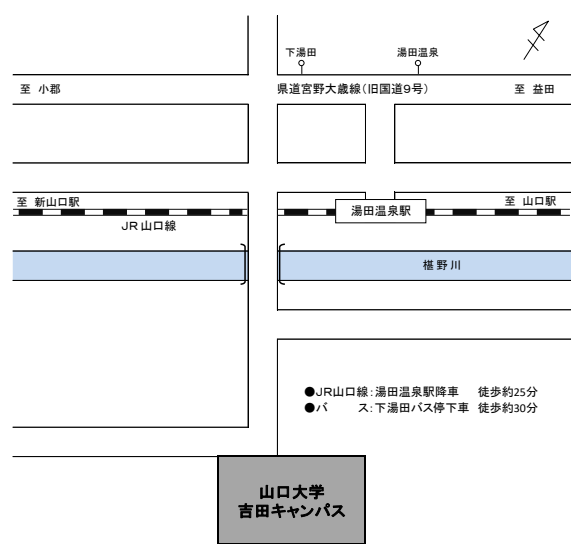 下湯田 湯田温泉
至 小郡 県道宮野大歳線(旧国道9号) 至 益田
至 新山口駅 湯田温泉駅 至 山口駅
JR山口線
椹野川
●JR山口線:湯田温泉駅降車 徒歩約25分
●バ ス:下湯田バス停下車 徒歩約30分
山口大学
吉田キャンパス